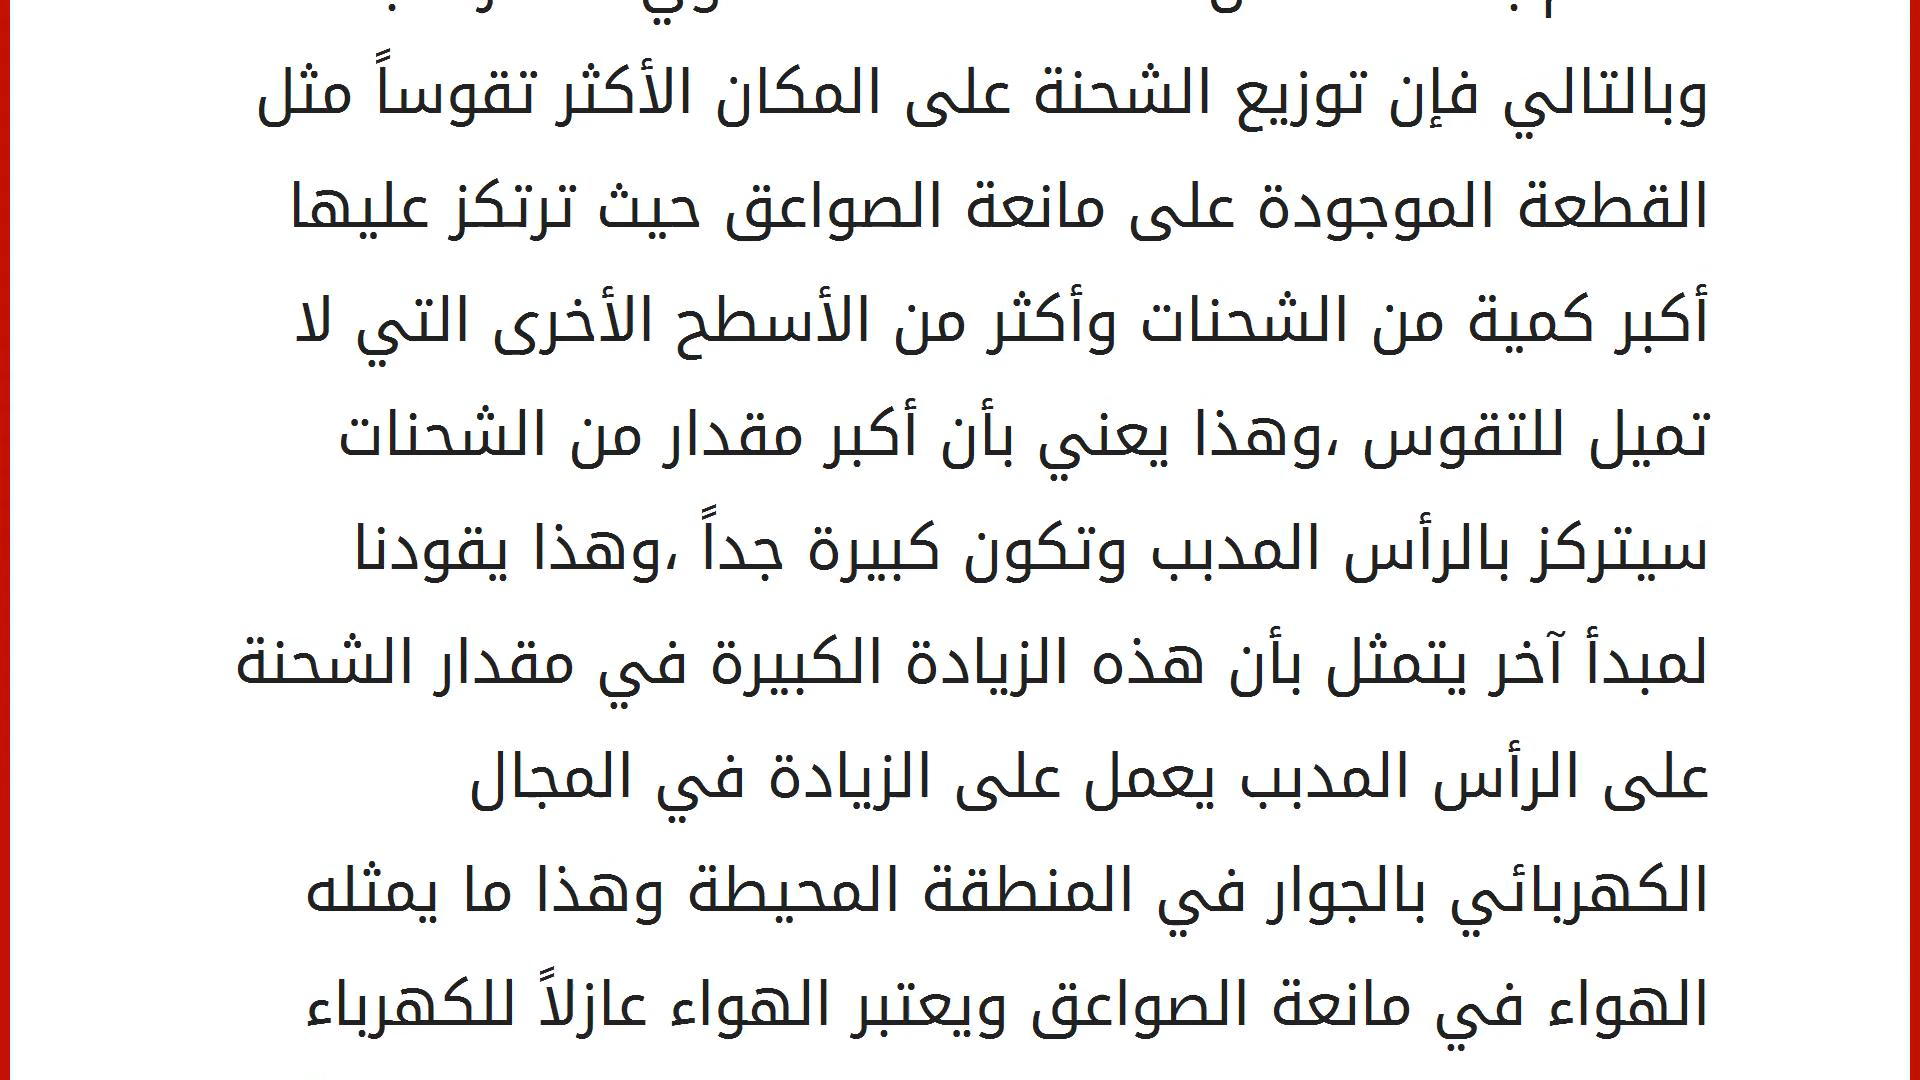 وبالتالي فإن توزيع الشحنة على المكان الأكثر تقوساً مثل
القطعة الموجودة على مانعة الصواعق حيث ترتكز عليها
أكبر كمية من الشحنات وأكثر من الأسطح الأخرى التي لا
تميل للتقوس ،وهذا يعني بأن أكبر مقدار من الشحنات
سيتركز بالرأس المدبب وتكون كبيرة جداً ،وهذا يقودنا
لمبدأ آخر يتمثل بأن هذه الزيادة الكبيرة في مقدار الشحنة
على الرأس المدبب يعمل على الزيادة في المجال
الكهربائي بالجوار في المنطقة المحيطة وهذا ما يمثله
الهواء في مانعة الصواعق ويعتبر الهواء عازلاً للكهرباء